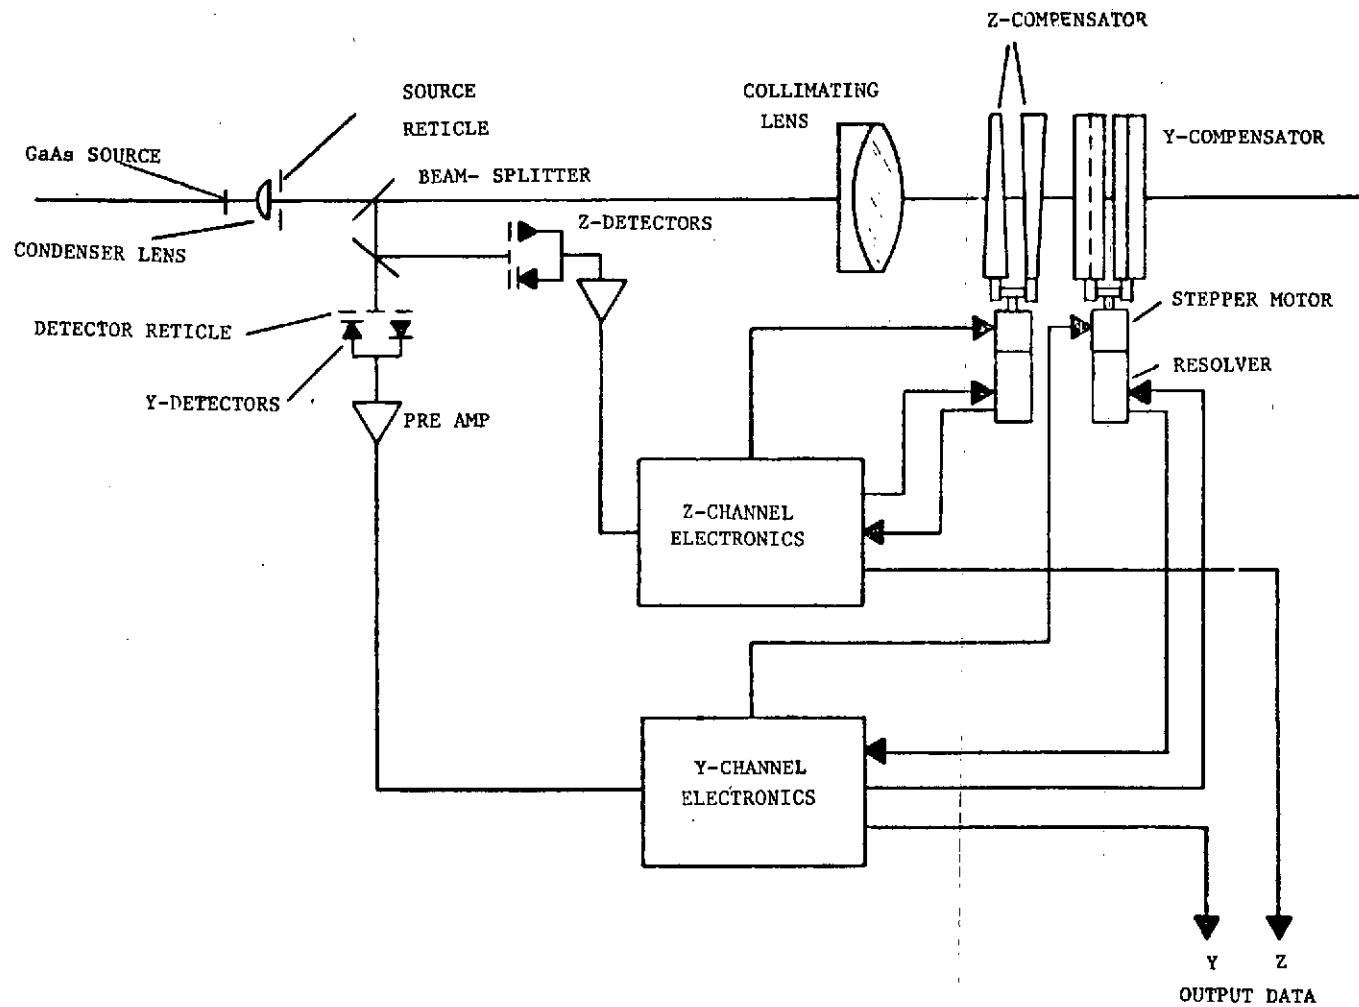 Z-COMPENSATOR
SOURCE
RETICLE
COLLIMATING
LENS
GaAs SOURCE
Y-COMPENSATOR
BEAM- SPLITTER
Z-DETECTORS
CONDENSER LENS
STEPPER MOTOR
DETECTOR RETICLE
RESOLVER
Y-DETECTORS
PRE AMP
Z-CHANNEL
ELECTRONICS
Y-CHANNEL
ELECTRONICS
Y Z
OUTPUT DATA